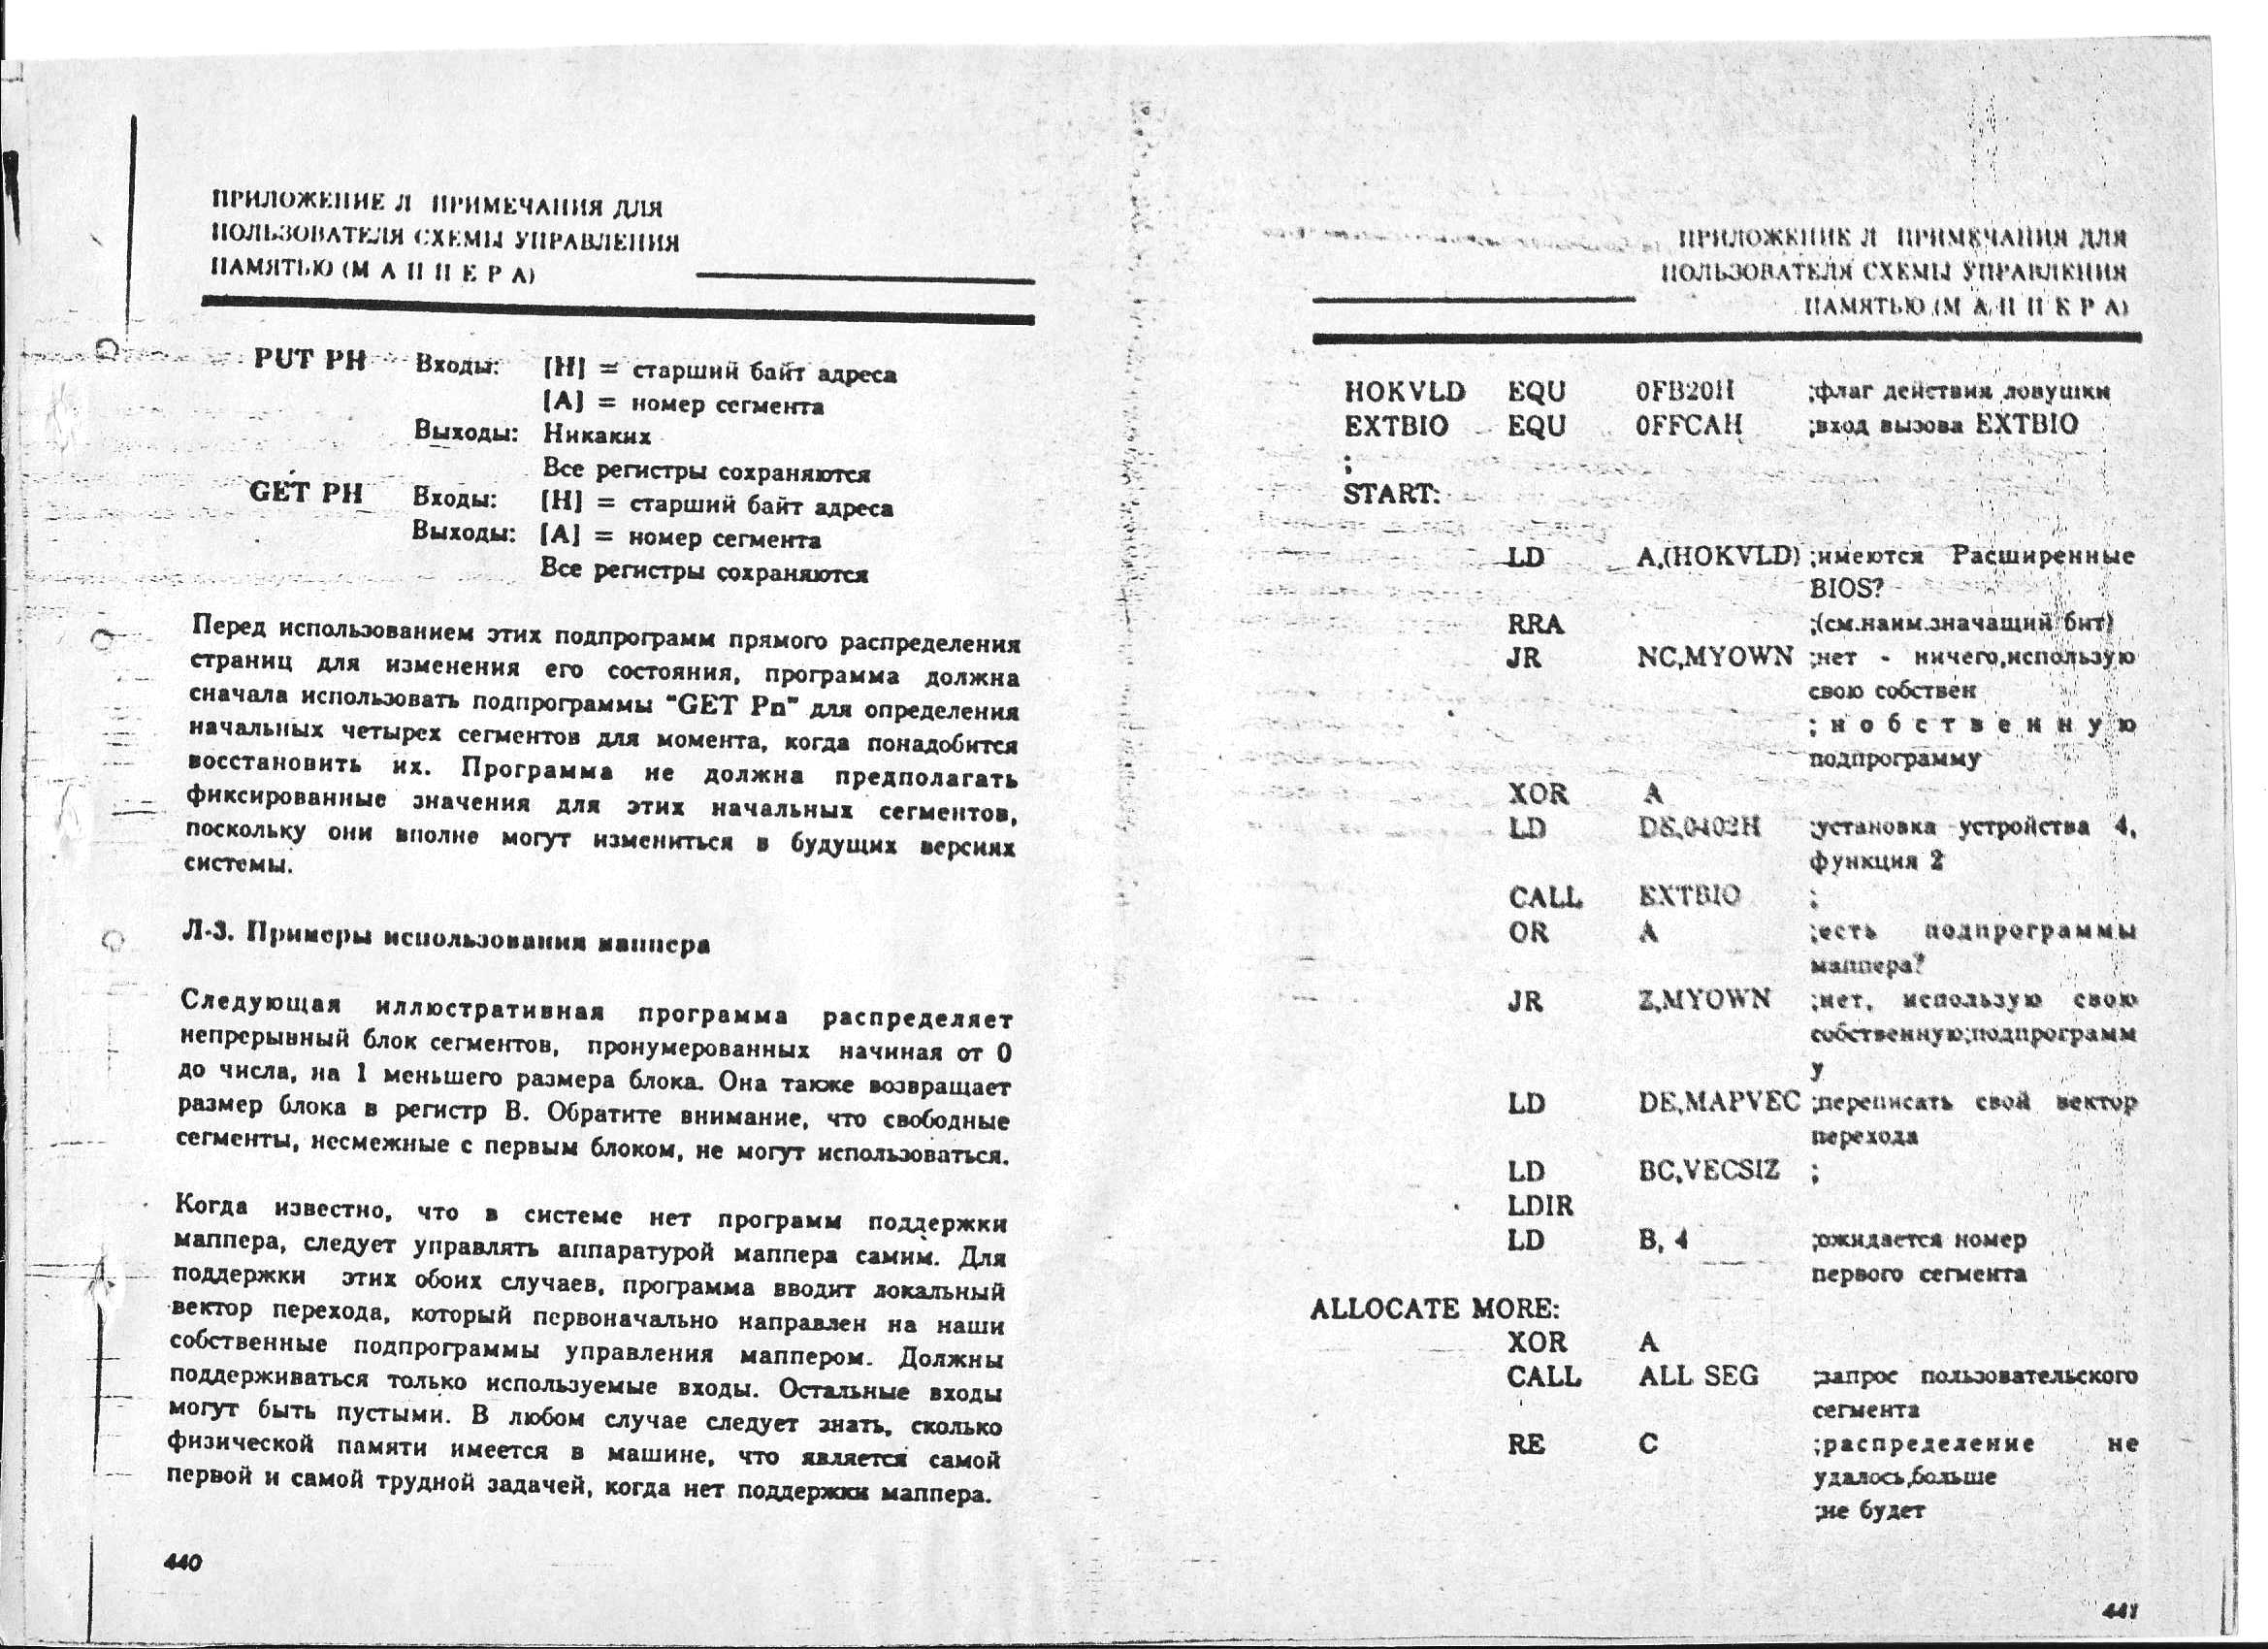 ПРИЛОЖЕНИЕ Л ПРИМЕЧАНИЯ ДЛЯ
ПОЛЬЗОВАТЕЛЯ СХЕМЫ УПРАВЛЕНИЯ
ПАМЯТЬЮ (М А П П Е Р А)
PUT PH Входы: [H] = старший байт адреса
[A] = номер сегмента
Выходы: Никаких
Все регистры сохраняются
GET PH Входы: [H] = старший байт адреса
Выходы: [A] = номер сегмента
Все регистры сохраняются
Перед использованием этих подпрограмм прямого распределения
страниц для изменения его состояния, программа должна
сначала использовать подпрограммы "GET Pn" для определения
начальных четырех сегментов для момента, когда понадобится
восстановить их. Программа не должна предполагать
фиксированные значения для этих начальных сегментов,
поскольку они вполне могут измениться в будущих версиях
системы.
Л-3. Примеры использования маппера
Следующая иллюстративная программа распределяет
непрерывный блок сегментов, пронумерованных начиная от 0
до числа, на 1 меньшего размера блока. Она также возвращает
размер блока в регистр B. Обратите внимание, что свободные
сегменты, несмежные с первым блоком, не могут использоваться.
Когда известно, что в системе нет программ поддержки
маппера, следует управлять аппаратурой маппера самим. Для
поддержки этих обоих случаев, программа вводит локальный
вектор перехода, который первоначально направлен на наши
собственные подпрограммы управления маппером. Должны
поддерживаться только используемые входы. Остальные входы
могут быть пустыми. В любом случае следует знать, сколько
физической памяти имеется в машине, что является самой
первой и самой трудной задачей, когда нет поддержки маппера.
440
ПРИЛОЖЕНИЕ Л ПРИМЕЧАНИЯ ДЛЯ
ПОЛЬЗОВАТЕЛЯ СХЕМЫ УПРАВЛЕНИЯ
ПАМЯТЬЮ (М А П П Е Р А)
HOKVLD EQU 0FB20H ;флаг действия ловушки
EXTBIO EQU 0FFCAH ;вход вызова EXTBIO
;
START:
LD A,(HOKVLD) ;имеются Расширенные
BIOS?
RRA ;(см.наим.значащий бит)
JR NC,MYOWN ;нет - ничего,использую
свою собствен
;нобственную
подпрограмму
XOR A
LD DE,0402H ;установка устройства 4,
функция 2
CALL EXTBIO ;
OR A ;есть подпрограммы
маппера?
JR Z,MYOWN ;нет, использую свою
собственную;подпрограмм
у
LD DE,MAPVEC ;переписать свой вектор
перехода
LD BC,VECSIZ ;
LDIR
LD B, 4 ;ожидается номер
первого сегмента
ALLOCATE MORE:
XOR A
CALL ALL SEG ;запрос пользовательского
сегмента
RE C ;распределение не
удалось,больше
;не будет
441